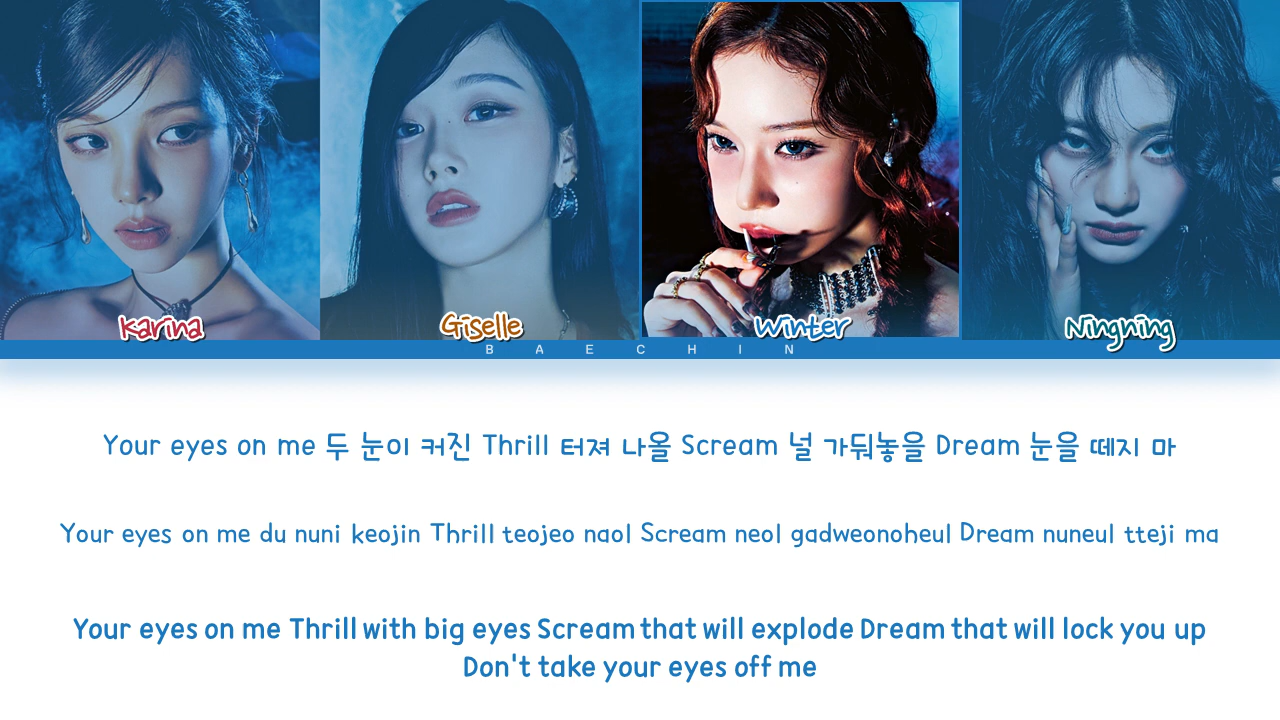 Karina
Giselle
Winter
Ningning
BAECHIN
Your eyes on me 두 눈이 커진 Thrill 터져 나올 Scream 널 가둬놓을 Dream 눈을 떼지 마
Your eyes on me du nuni keojin Thrill teojeo naol Scream neol gadweonoheul Dream nuneul tteji ma
Your eyes on me Thrill with big eyes Scream that will explode Dream that will lock you up
Don't take your eyes off me